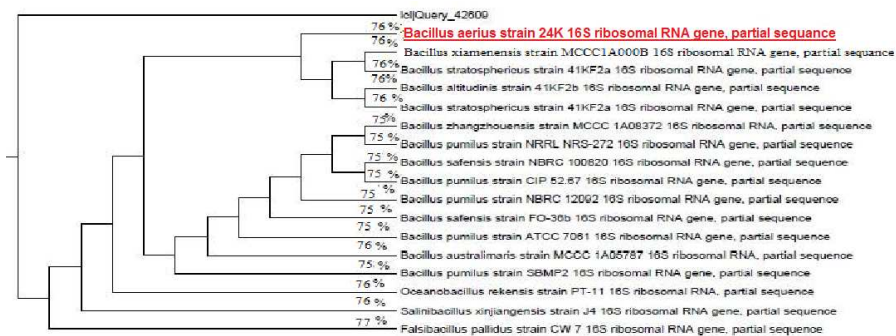 lcl|Query_42609
76% Bacillus aerius strain 24K 16S ribosomal RNA gene, partial sequence
76% Bacillus xiamenensis strain MCCC1A000B 16S ribosomal RNA gene, partial sequence
76% Bacillus stratosphericus strain 41KF2a 16S ribosomal RNA gene, partial sequence
76% Bacillus altitudinis strain 41KF2b 16S ribosomal RNA gene, partial sequence
76 % Bacillus stratosphericus strain 41KF2a 16S ribosomal RNA gene, partial sequence
75% Bacillus zhangzhouensis strain MCCC 1A08372 16S ribosomal RNA, partial sequence
75 % Bacillus pumilus strain NRRL NRS-272 16S ribosomal RNA gene, partial sequence
75 % Bacillus safensis strain NBRC 100820 16S ribosomal RNA gene, partial sequence
75 % Bacillus pumilus strain CIP 52.67 16S ribosomal RNA gene, partial sequence
75 % Bacillus pumilus strain NBRC 12092 16S ribosomal RNA gene, partial sequence
75 % Bacillus safensis strain FO-36b 16S ribosomal RNA gene, partial sequence
75 % Bacillus pumilus strain ATCC 7061 16S ribosomal RNA gene, partial sequence
76 % Bacillus australimaris strain MCCC 1A05787 16S ribosomal RNA gene, partial sequence
75 % Bacillus pumilus strain SBMP2 16S ribosomal RNA gene, partial sequence
76 % Oceanobacillus rekensis strain PT-11 16S ribosomal RNA gene, partial sequence
76 % Salinibacillus xinjiangensis strain J4 16S ribosomal RNA gene, partial sequence
77 % Falsibacillus pallidus strain CW 7 16S ribosomal RNA gene, partial sequence